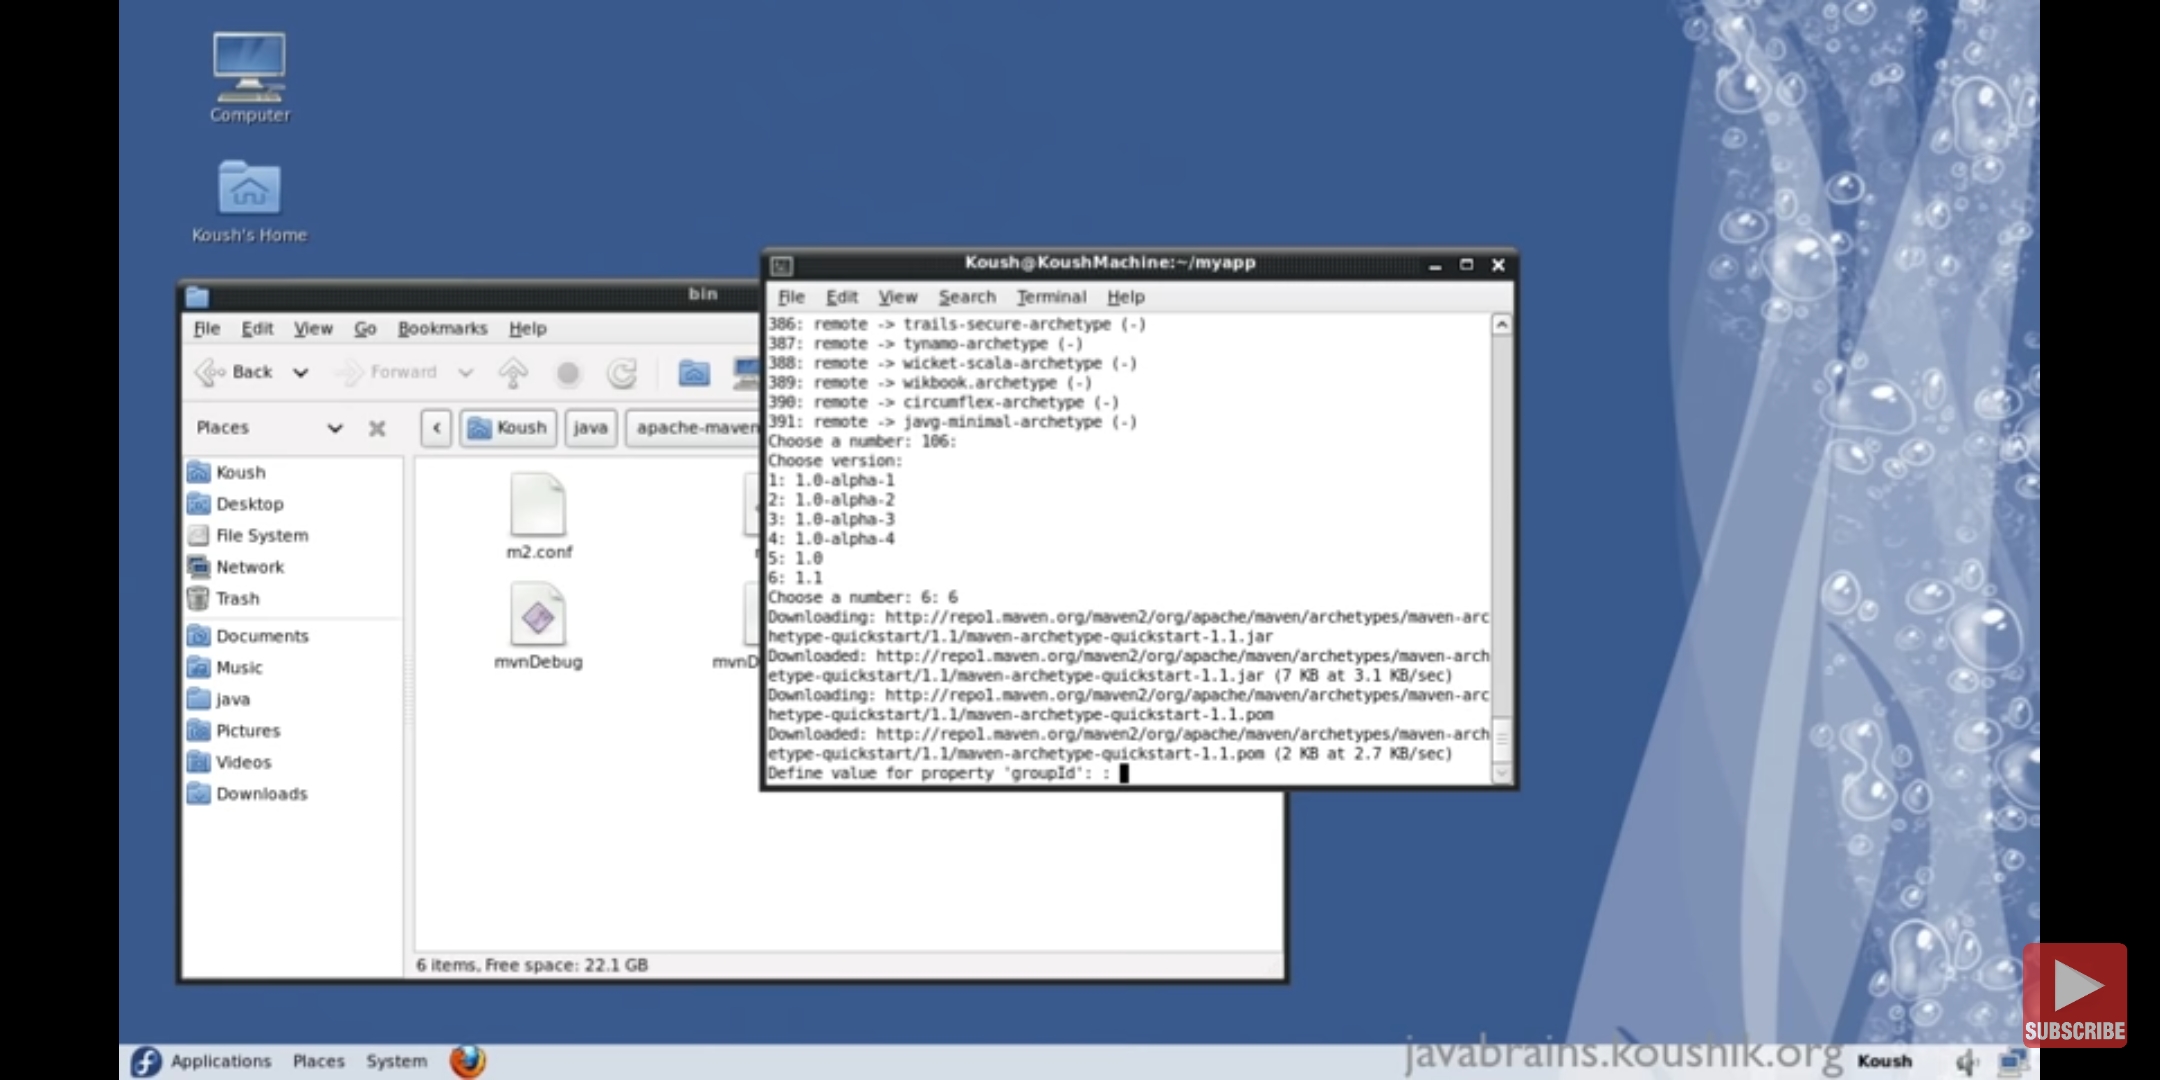 Computer
Koush's Home
bin
File Edit View Go Bookmarks Help
Back Forward
Places
Koush java apache-maven
Koush
Desktop
File System
Network
Trash
Documents
Music
java
Pictures
Videos
Downloads
m2.conf
mvnDebug
mvnD
6 items, Free space: 22.1 GB
Koush@KoushMachine:~/myapp
File Edit View Search Terminal Help
386: remote -> trails-secure-archetype (-)
387: remote -> tynamo-archetype (-)
388: remote -> wicket-scala-archetype (-)
389: remote -> wikbook.archetype (-)
390: remote -> circumflex-archetype (-)
391: remote -> javg-minimal-archetype (-)
Choose a number: 106:
Choose version:
1: 1.0-alpha-1
2: 1.0-alpha-2
3: 1.0-alpha-3
4: 1.0-alpha-4
5: 1.0
6: 1.1
Choose a number: 6: 6
Downloading: http://repo1.maven.org/maven2/org/apache/maven/archetypes/maven-arc
hetype-quickstart/1.1/maven-archetype-quickstart-1.1.jar
Downloaded: http://repo1.maven.org/maven2/org/apache/maven/archetypes/maven-arch
etype-quickstart/1.1/maven-archetype-quickstart-1.1.jar (7 KB at 3.1 KB/sec)
Downloading: http://repo1.maven.org/maven2/org/apache/maven/archetypes/maven-arc
hetype-quickstart/1.1/maven-archetype-quickstart-1.1.pom
Downloaded: http://repo1.maven.org/maven2/org/apache/maven/archetypes/maven-arch
etype-quickstart/1.1/maven-archetype-quickstart-1.1.pom (2 KB at 2.7 KB/sec)
Define value for property 'groupId': :
SUBSCRIBE
Applications Places System
javabrains.koushik.org
Koush